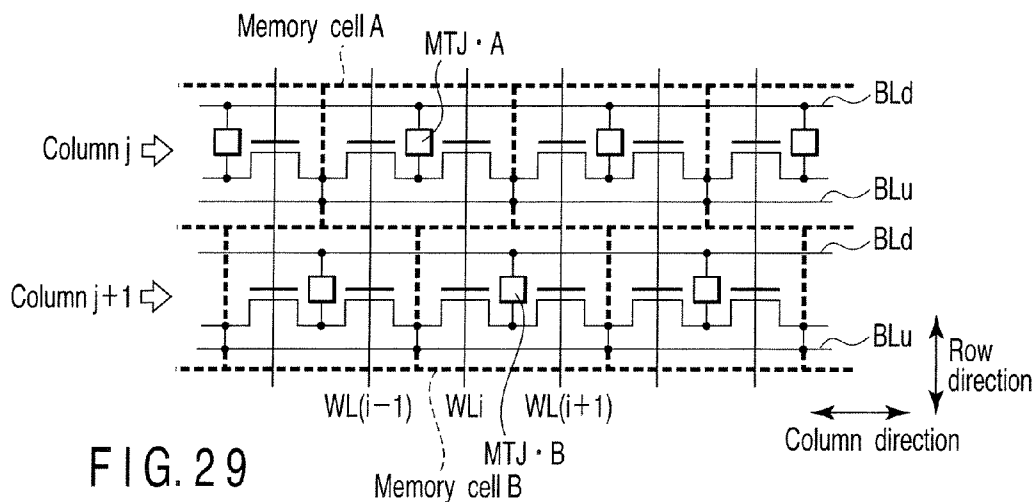 Memory cell A
MTJ・A
BLd
Column j
BLu
BLd
Column j+1
BLu
Row
direction
WL(i−1) WLi WL(i+1)
Column direction
MTJ・B
FIG. 29
Memory cell B